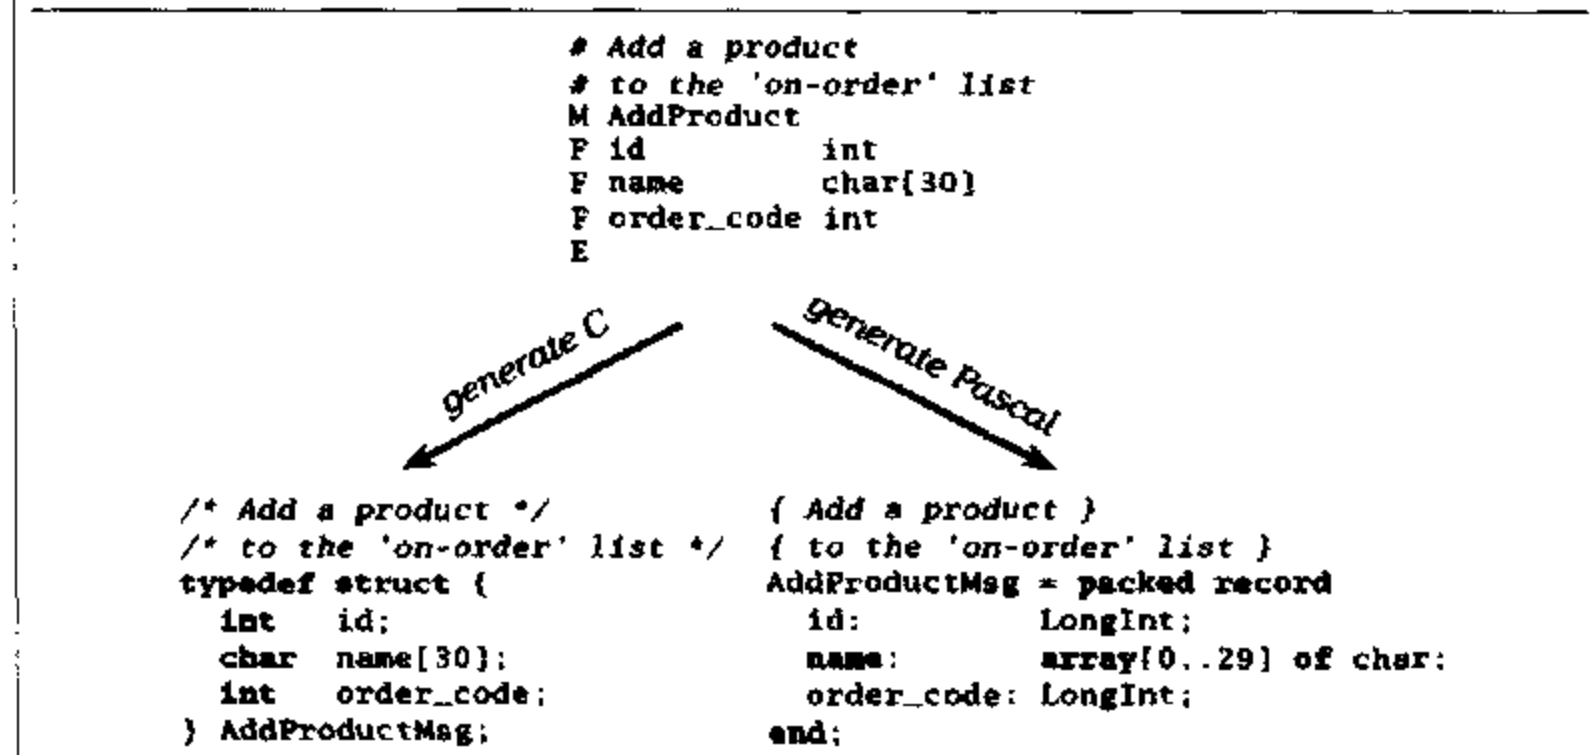 # Add a product
# to the 'on-order' list
M AddProduct
F id int
F name char[30]
F order_code int
E
generate C
generate Pascal
/* Add a product */
/* to the 'on-order' list */
typedef struct {
int id;
char name[30];
int order_code;
} AddProductMsg;
{ Add a product }
{ to the 'on-order' list }
AddProductMsg = packed record
id: LongInt;
name: array[0..29] of char;
order_code: LongInt;
end;